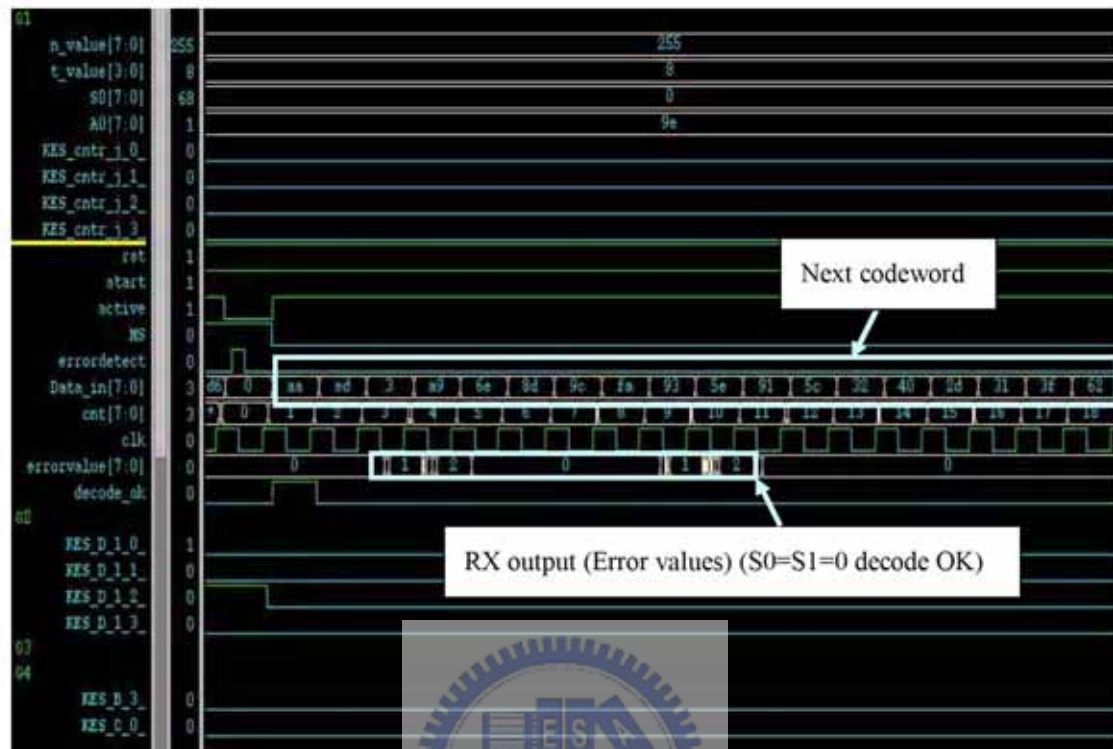 G1
n_value[7:0] 255 255
t_value[3:0] 8 8
S0[7:0] 68 0
A0[7:0] 1 9e
KES_cntr_j_0_ 0
KES_cntr_j_1_ 0
KES_cntr_j_2_ 0
KES_cntr_j_3_ 0
rst 1
start 1
active 1
MS 0
Next codeword
errordetect 0
Data_in[7:0] 3 d6 0 aa ed 3 a9 6e 8d 9c fa 93 5e 91 5c 32 40 2d 31 3f 62
cnt[7:0] 3 * 0 1 2 3 4 5 6 7 8 9 10 11 12 13 14 15 16 17 18
clk 0
errorvalue[7:0] 0 0 1 2 0 1 2 0
decode_ok 0
G2
KES_D_1_0_ 1
RX output (Error values) (S0=S1=0 decode OK)
KES_D_1_1_ 0
KES_D_1_2_ 0
KES_D_1_3_ 0
G3
G4
KES_B_3_ 0
KES_C_0_ 0
E S A